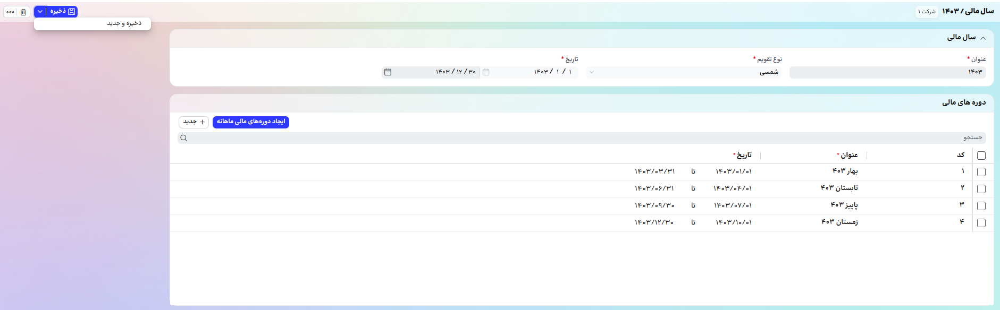 سال مالی / ۱۴۰۳ شرکت ۱
ذخیره
ذخیره و جدید
سال مالی
عنوان * نوع تقویم * تاریخ *
۱۴۰۳ شمسی ۱ / ۱ / ۱۴۰۳ ۳۰ / ۱۲ / ۱۴۰۳
دوره های مالی
ایجاد دوره‌های مالی ماهانه + جدید
جستجو
کد عنوان * تاریخ *
۱ بهار ۴۰۳ ۱۴۰۳/۰۱/۰۱ تا ۱۴۰۳/۰۳/۳۱
۲ تابستان ۴۰۳ ۱۴۰۳/۰۴/۰۱ تا ۱۴۰۳/۰۶/۳۱
۳ پاییز ۴۰۳ ۱۴۰۳/۰۷/۰۱ تا ۱۴۰۳/۰۹/۳۰
۴ زمستان ۴۰۳ ۱۴۰۳/۱۰/۰۱ تا ۱۴۰۳/۱۲/۳۰